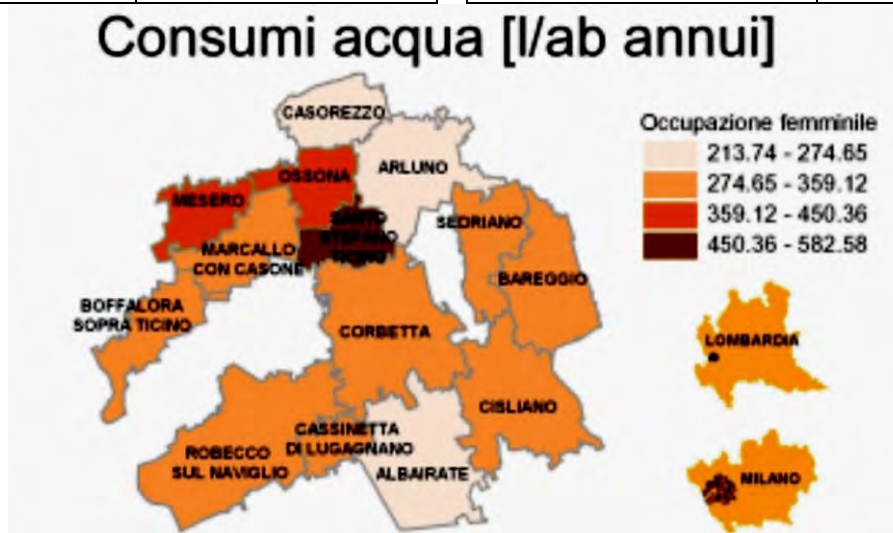 Consumi acqua [l/ab annui]
CASOREZZO
Occupazione femminile
213.74 - 274.65
274.65 - 359.12
359.12 - 450.36
450.36 - 582.58
ARLUNO
OSSONA
MESERO
SANTO
STEFANO
TICINO
SEDRIANO
MARCALLO
CON CASONE
BAREGGIO
BOFFALORA
SOPRA TICINO
CORBETTA
LOMBARDIA
CISLIANO
CASSINETTA
DI LUGAGNANO
ROBECCO
SUL NAVIGLIO
ALBAIRATE
MILANO